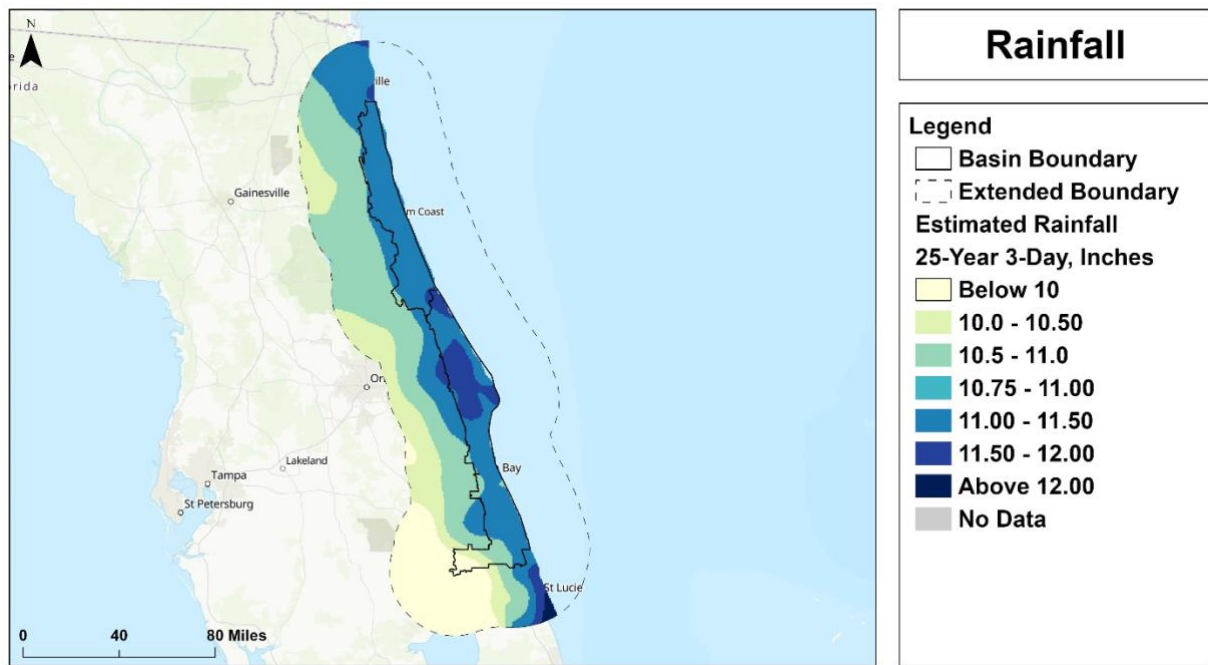 N
orida
ville
Gainesville
m Coast
Or
Lakeland
Bay
Tampa
St Petersburg
St Lucie
0 40 80 Miles
Rainfall
Legend
Basin Boundary
Extended Boundary
Estimated Rainfall
25-Year 3-Day, Inches
Below 10
10.0 - 10.50
10.5 - 11.0
10.75 - 11.00
11.00 - 11.50
11.50 - 12.00
Above 12.00
No Data